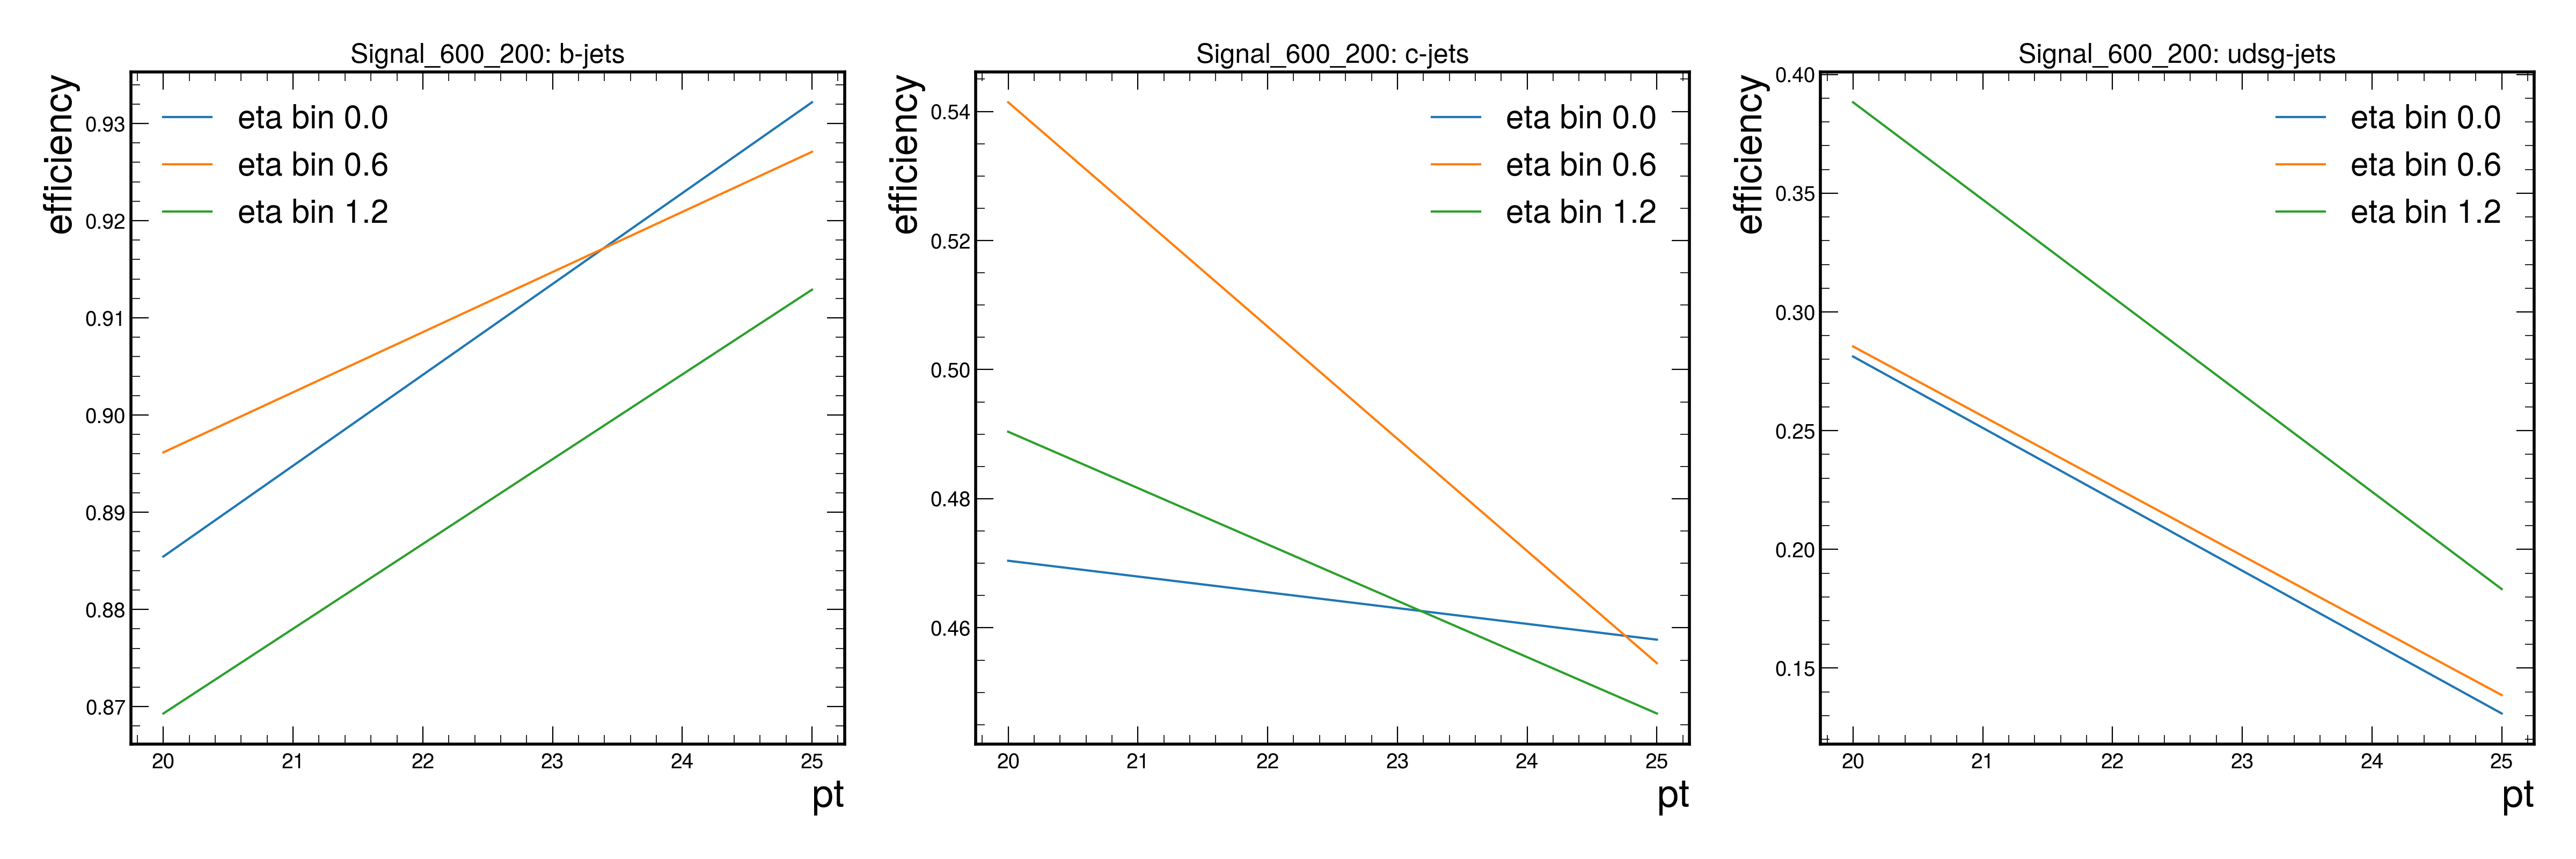 Signal_600_200: b-jets
efficiency
0.93
0.92
0.91
0.90
0.89
0.88
0.87
eta bin 0.0
eta bin 0.6
eta bin 1.2
20 21 22 23 24 25
pt
Signal_600_200: c-jets
efficiency
0.54
0.52
0.50
0.48
0.46
eta bin 0.0
eta bin 0.6
eta bin 1.2
20 21 22 23 24 25
pt
Signal_600_200: udsg-jets
efficiency
0.40
0.35
0.30
0.25
0.20
0.15
eta bin 0.0
eta bin 0.6
eta bin 1.2
20 21 22 23 24 25
pt